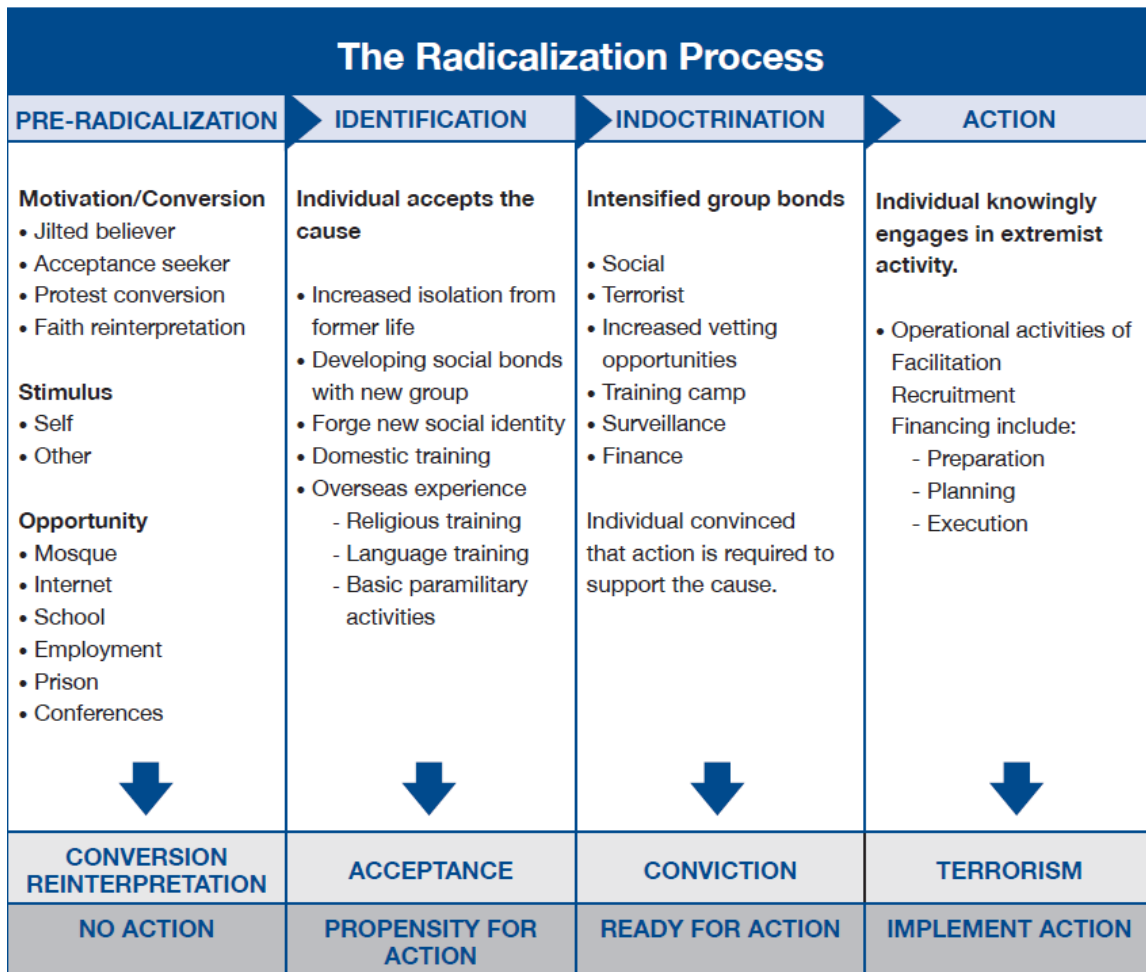 The Radicalization Process
PRE-RADICALIZATION
IDENTIFICATION
INDOCTRINATION
ACTION
Motivation/Conversion
• Jilted believer
• Acceptance seeker
• Protest conversion
• Faith reinterpretation
Stimulus
• Self
• Other
Opportunity
• Mosque
• Internet
• School
• Employment
• Prison
• Conferences
Individual accepts the
cause
• Increased isolation from
former life
• Developing social bonds
with new group
• Forge new social identity
• Domestic training
• Overseas experience
- Religious training
- Language training
- Basic paramilitary
activities
Intensified group bonds
• Social
• Terrorist
• Increased vetting
opportunities
• Training camp
• Surveillance
• Finance
Individual convinced
that action is required to
support the cause.
Individual knowingly
engages in extremist
activity.
• Operational activities of
Facilitation
Recruitment
Financing include:
- Preparation
- Planning
- Execution
CONVERSION
REINTERPRETATION
ACCEPTANCE
CONVICTION
TERRORISM
NO ACTION
PROPENSITY FOR
ACTION
READY FOR ACTION
IMPLEMENT ACTION